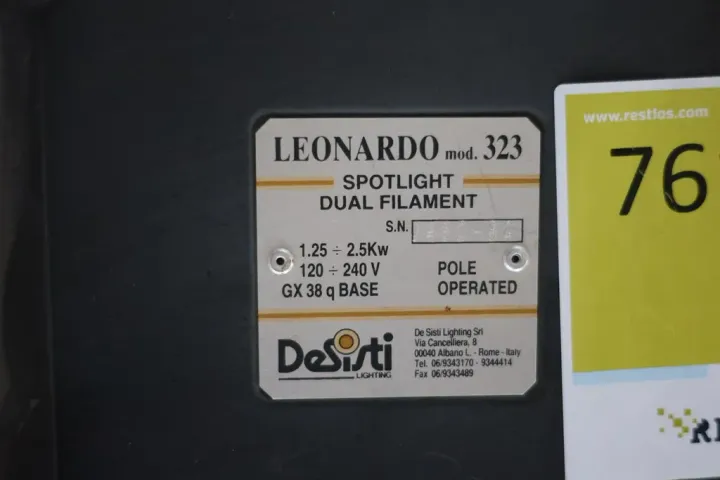 LEONARDO mod. 323
SPOTLIGHT
DUAL FILAMENT
S.N.
1.25 ÷ 2.5Kw
120 ÷ 240 V
GX 38 q BASE
POLE
OPERATED
DeSisti
LIGHTING
De Sisti Lighting Srl
Via Cancelliera, 8
00040 Albano L. - Rome - Italy
Tel. 06/9343170 - 9344414
Fax 06/9343489
www.restlos.com
76